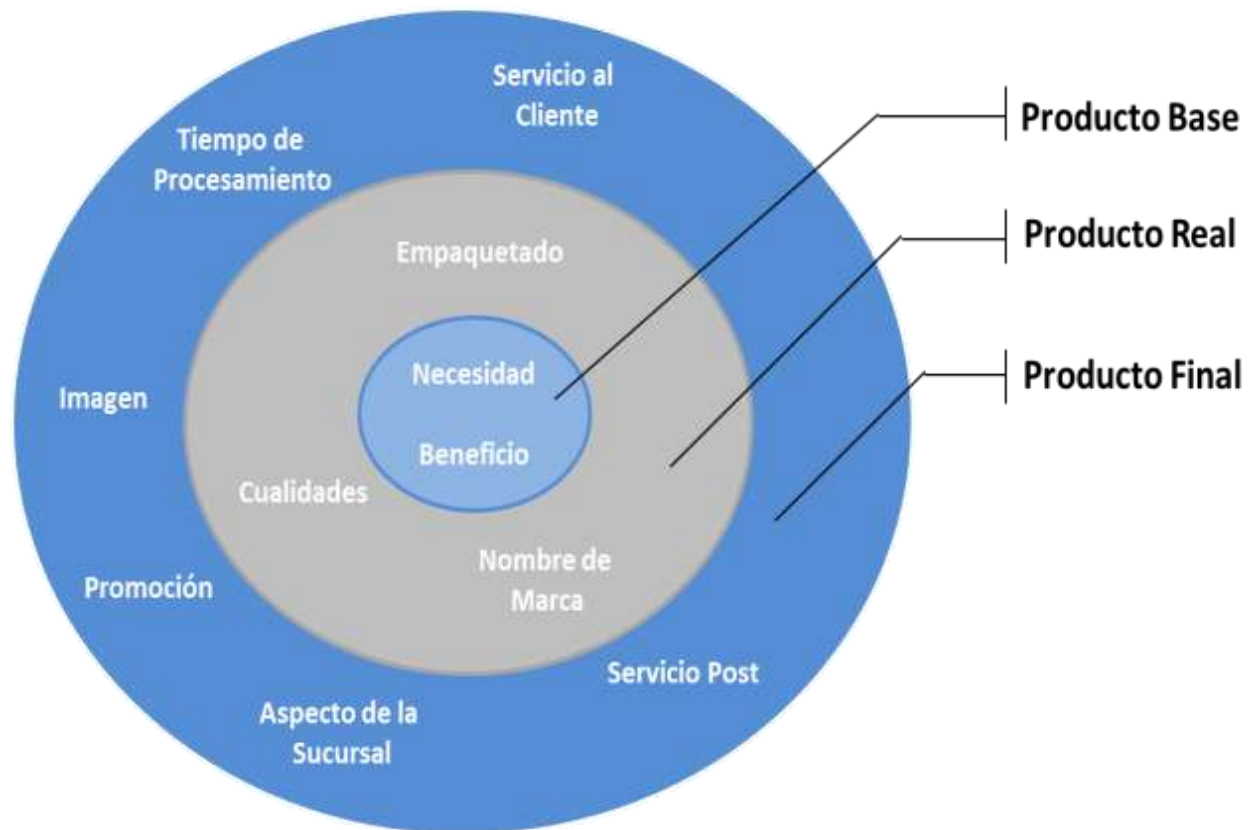 Servicio al
Cliente
Tiempo de
Procesamiento
Empaquetado
Necesidad
Beneficio
Imagen
Cualidades
Nombre de
Marca
Promoción
Servicio Post
Aspecto de la
Sucursal
Producto Base
Producto Real
Producto Final